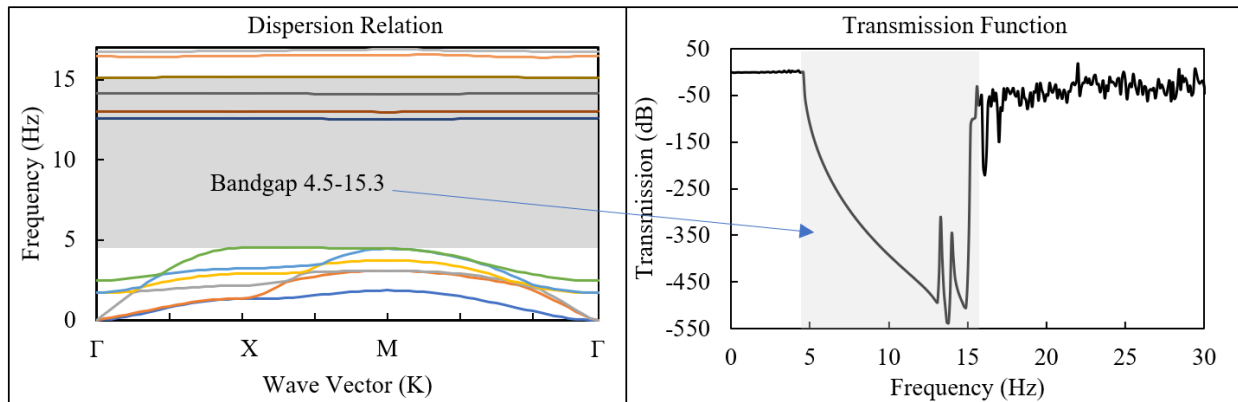 Dispersion Relation
Frequency (Hz)
15
10
5
0
Bandgap 4.5-15.3
Γ X M Γ
Wave Vector (K)
Transmission Function
Transmission (dB)
50
-50
-150
-250
-350
-450
-550
0 5 10 15 20 25 30
Frequency (Hz)